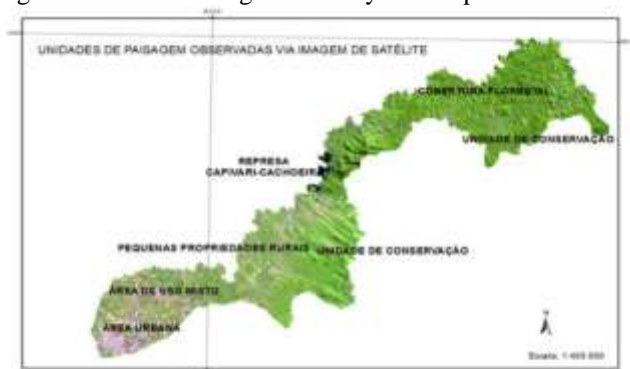 UNIDADES DE PAISAGEM OBSERVADAS VIA IMAGEM DE SATÉLITE
COBERTURA FLORESTAL
UNIDADE DE CONSERVAÇÃO
REPRESA
CAPIVARI-CACHOEIRA
PEQUENAS PROPRIEDADES RURAIS
UNIDADE DE CONSERVAÇÃO
ÁREA DE USO MISTO
ÁREA URBANA